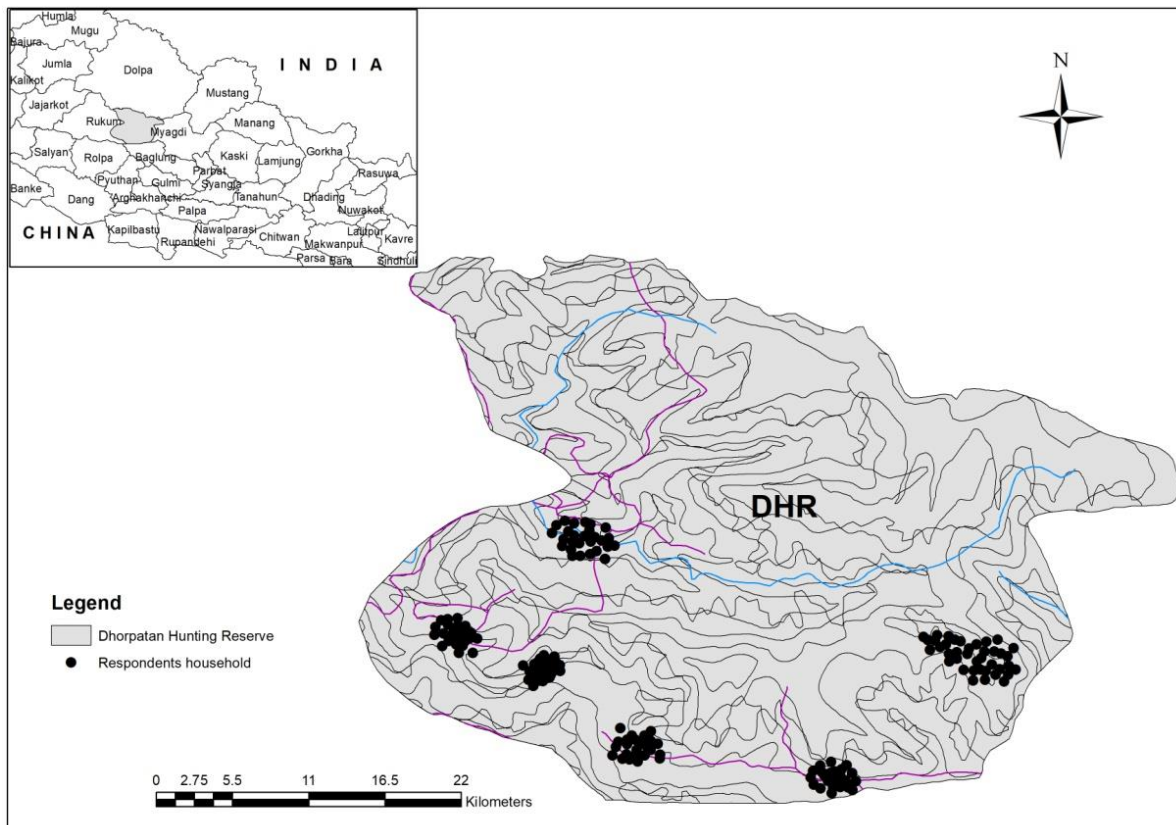 Humla
Mugu
Bajura
Jumla
Dolpa
INDIA
Kalikot
Mustang
Jajarkot
Rukum
Myagdi
Manang
Salyan
Rolpa
Baglung
Kaski
Lamjung
Gorkha
Parbat
Rasuwa
Pyuthan
Gulmi
Syangja
Banke
Dang
Arghakhanchi
Tanahun
Dhading
Nuwakot
Palpa
CHINA
Kapilbastu
Nawalparasi
Rupandehi
Chitwan
Makwanpur
Lalitpur
Kavre
Parsa
Bara
Sindhuli
N
DHR
Legend
Dhorpatan Hunting Reserve
Respondents household
0 2.75 5.5 11 16.5 22
Kilometers